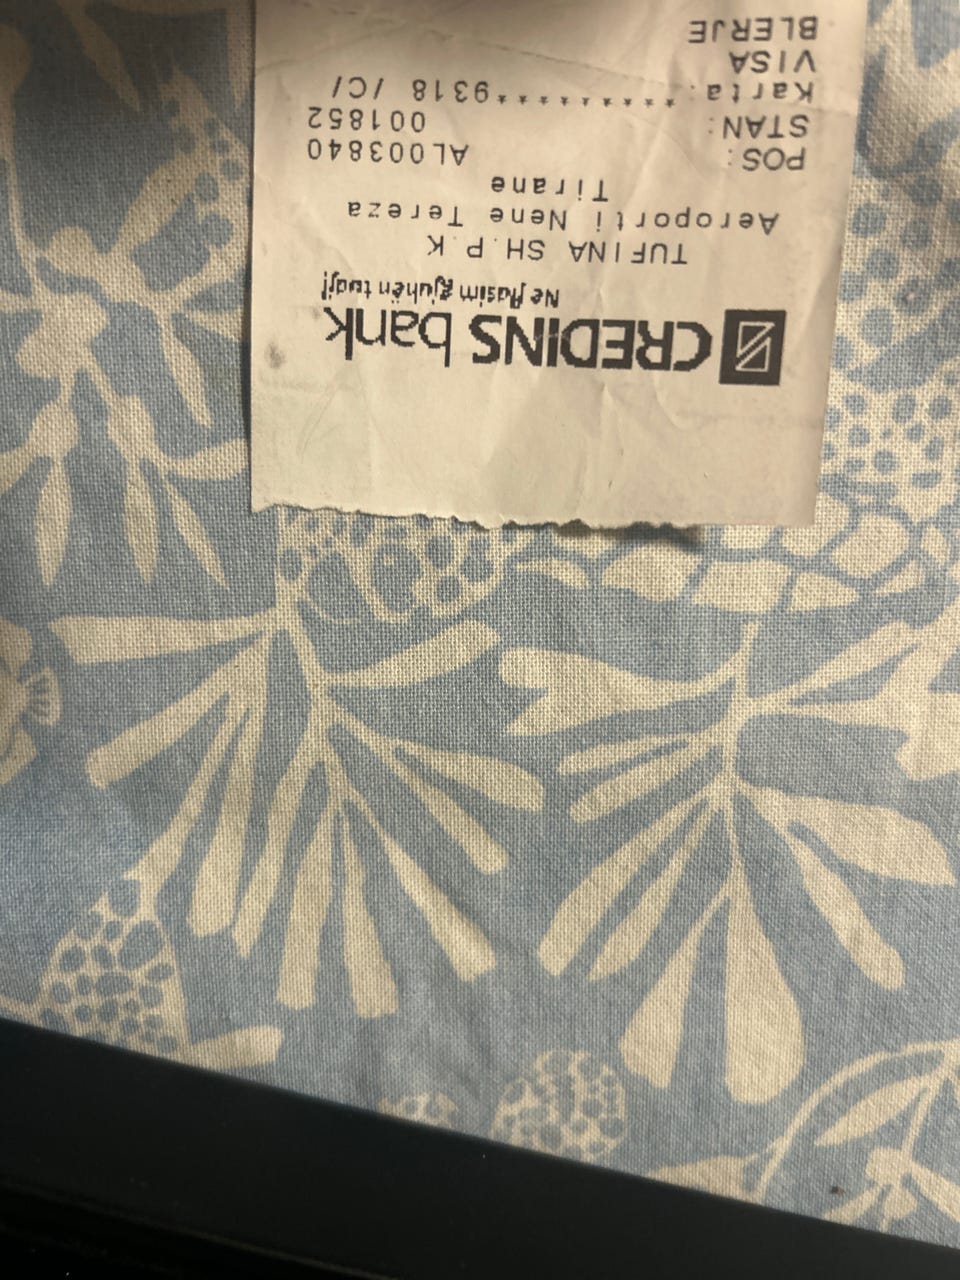 CREDINS bank
Ne flasim gjuhën tuaj!
TUFINA SH.P.K
Aeroporti Nene Tereza
Tirane
POS: AL003840
STAN: 001852
Karta: **********9318 /C/
VISA
BLERJE